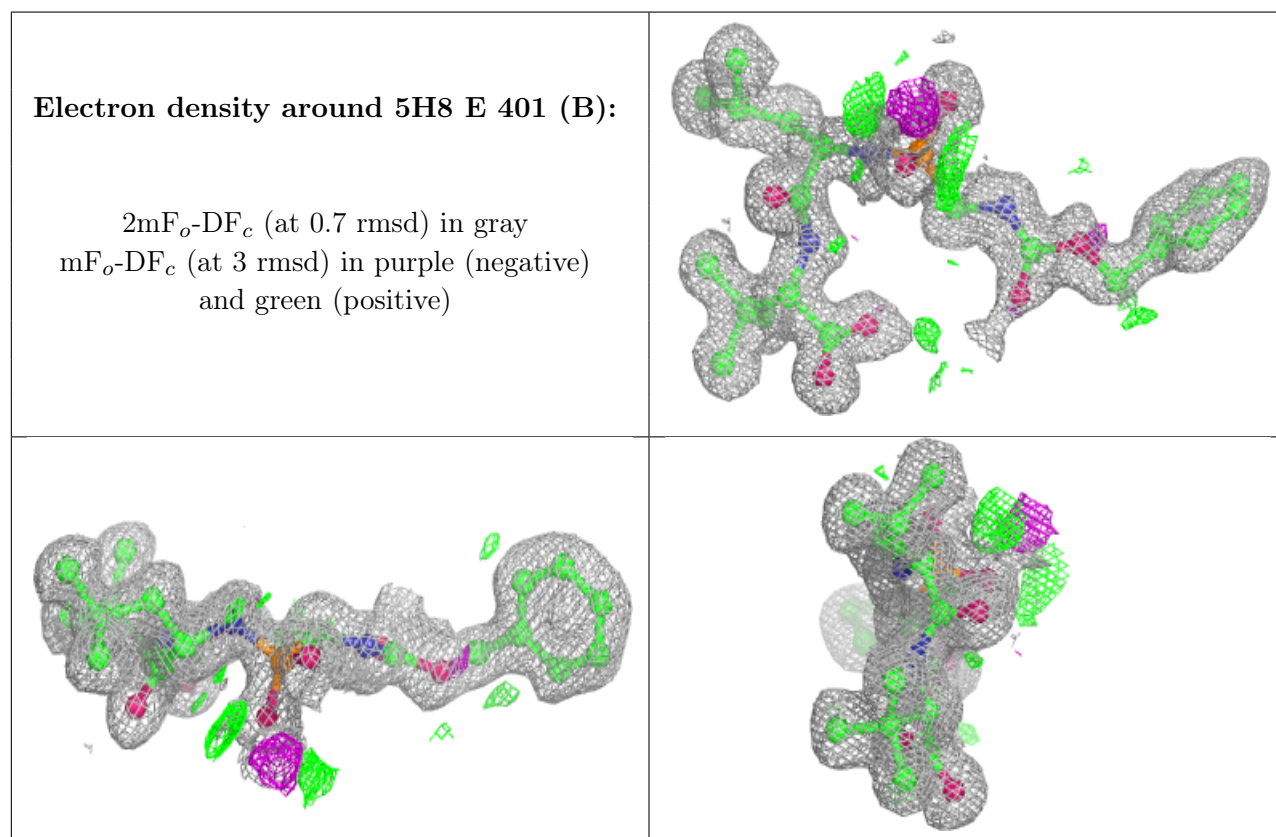 Electron density around 5H8 E 401 (B):
2mFo-DFc (at 0.7 rmsd) in gray
mFo-DFc (at 3 rmsd) in purple (negative)
and green (positive)